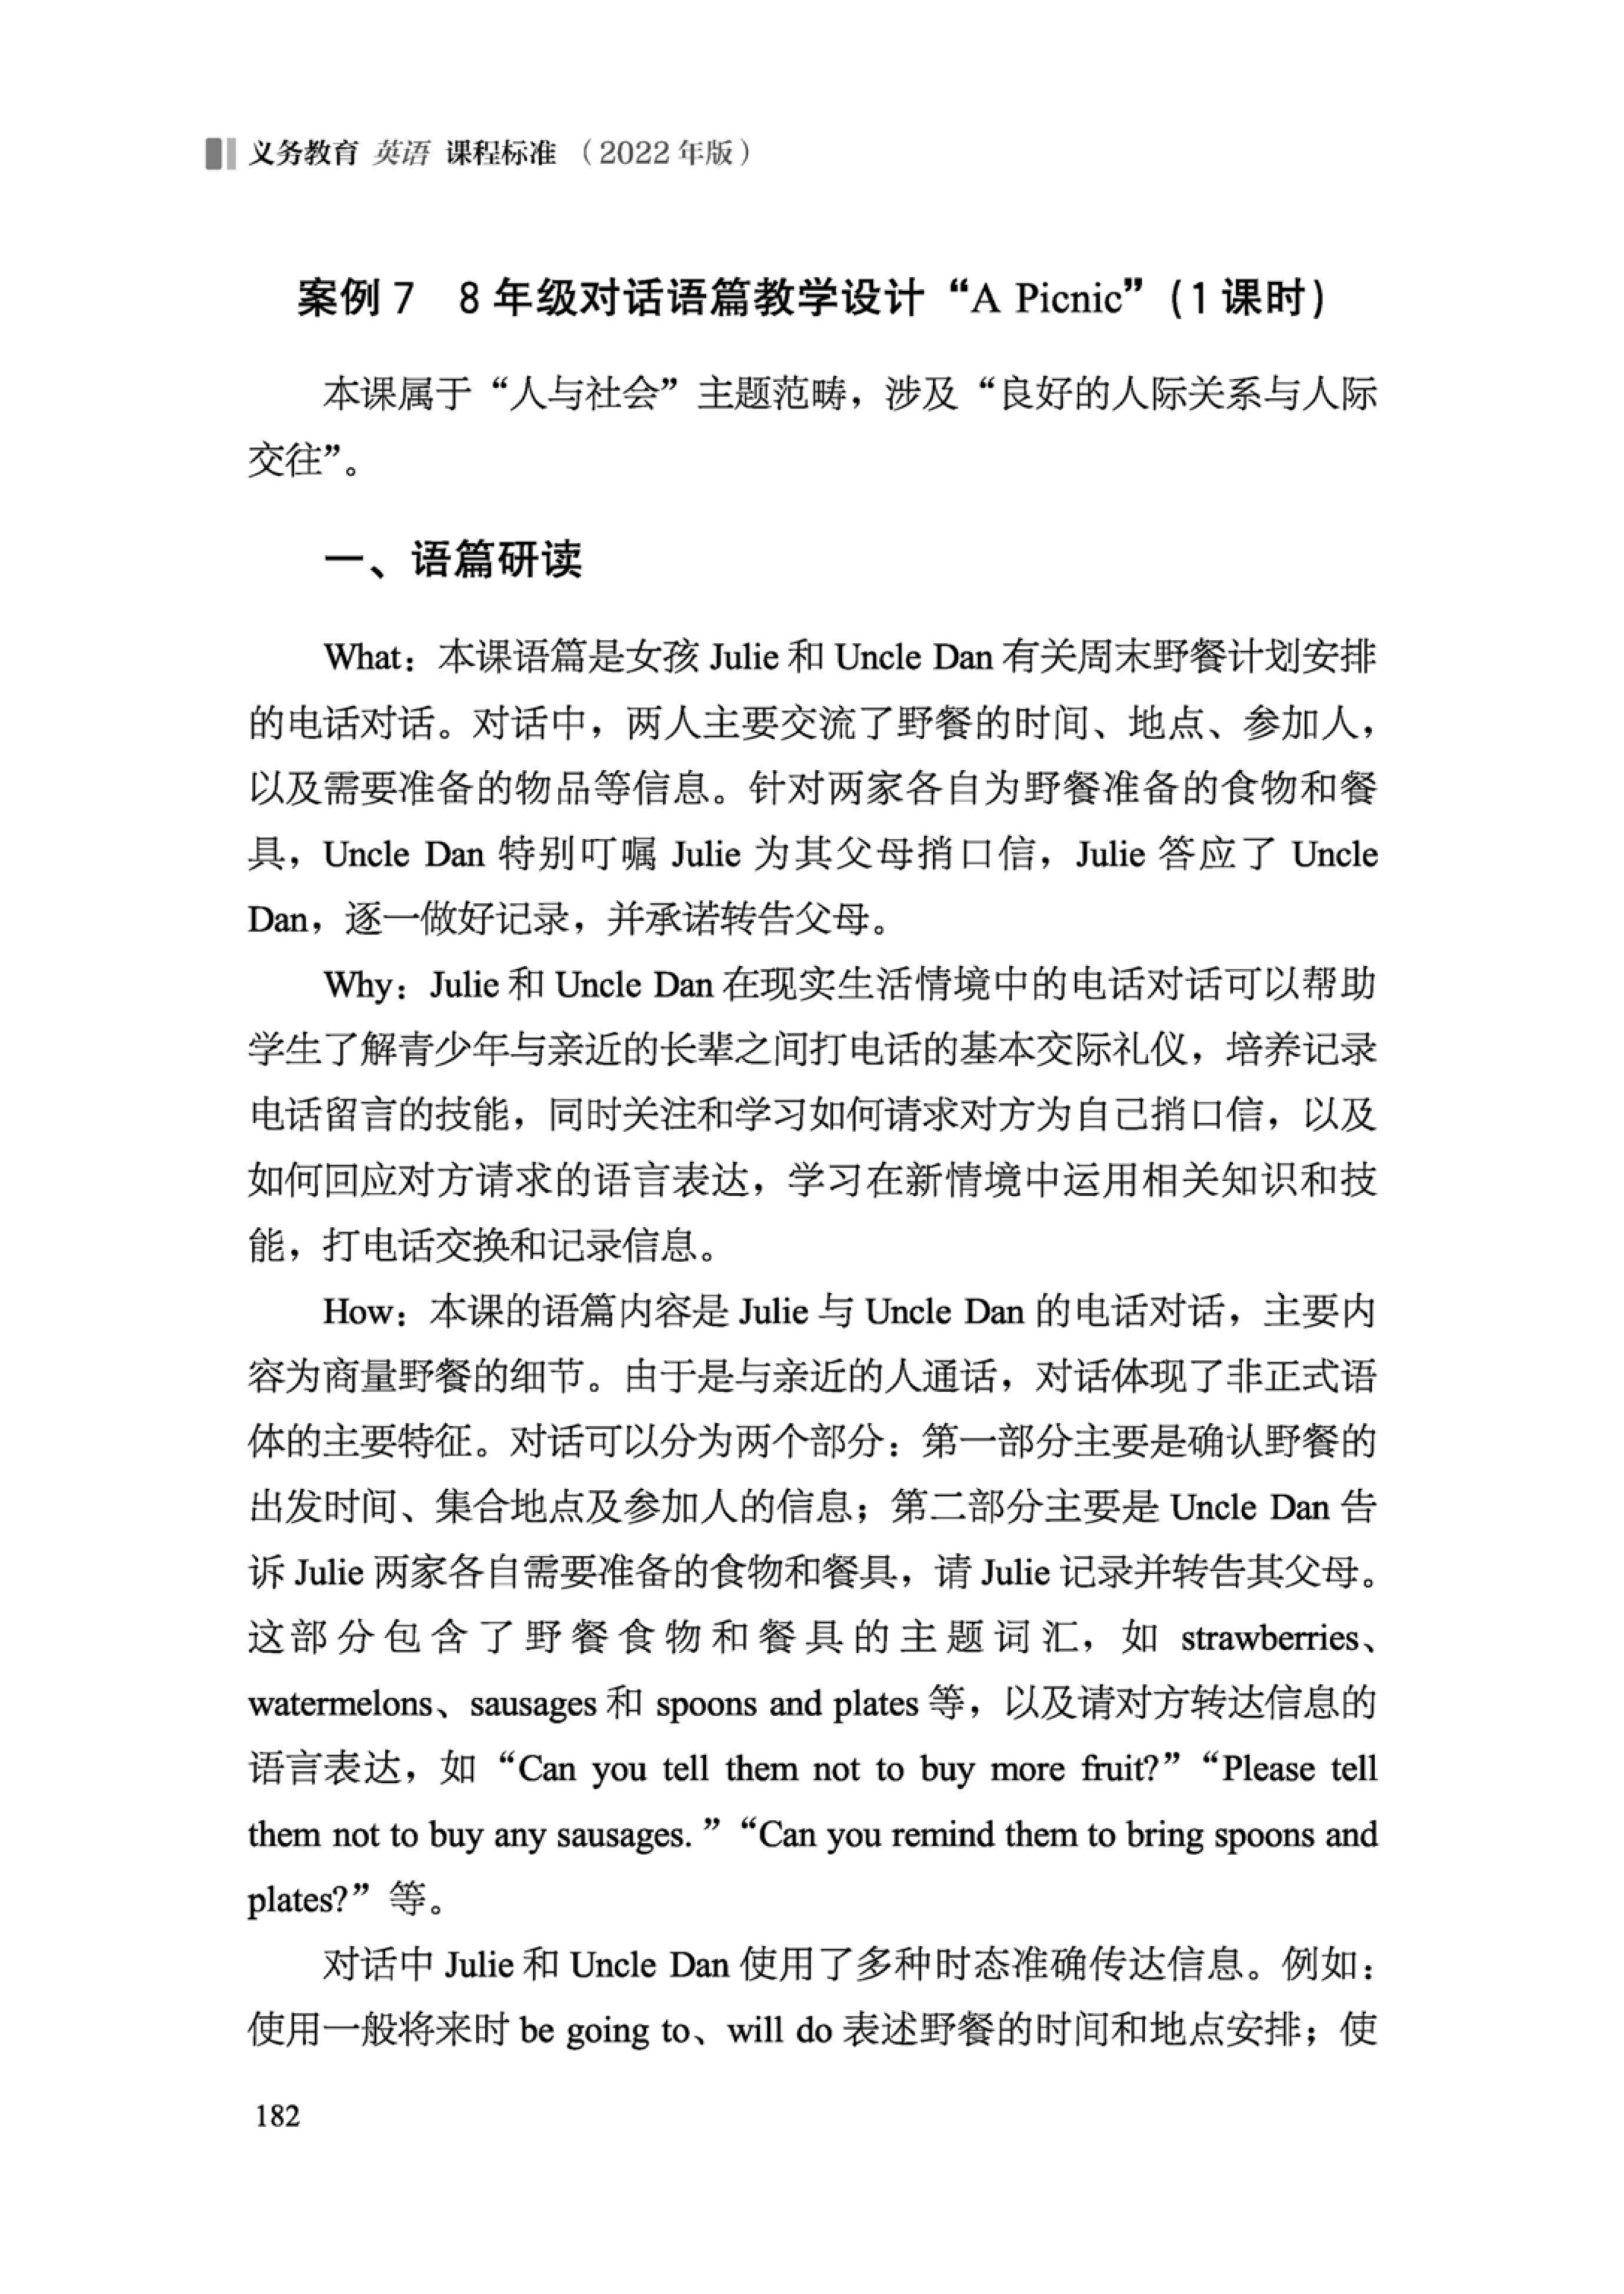 义务教育 英语 课程标准（2022 年版）
案例 7　8 年级对话语篇教学设计“A Picnic”(1 课时)
本课属于“人与社会”主题范畴，涉及“良好的人际关系与人际
交往”。
一、语篇研读
What：本课语篇是女孩 Julie 和 Uncle Dan 有关周末野餐计划安排
的电话对话。对话中，两人主要交流了野餐的时间、地点、参加人，
以及需要准备的物品等信息。针对两家各自为野餐准备的食物和餐
具，Uncle Dan 特别叮嘱 Julie 为其父母捎口信，Julie 答应了 Uncle
Dan，逐一做好记录，并承诺转告父母。
Why：Julie 和 Uncle Dan 在现实生活情境中的电话对话可以帮助
学生了解青少年与亲近的长辈之间打电话的基本交际礼仪，培养记录
电话留言的技能，同时关注和学习如何请求对方为自己捎口信，以及
如何回应对方请求的语言表达，学习在新情境中运用相关知识和技
能，打电话交换和记录信息。
How：本课的语篇内容是 Julie 与 Uncle Dan 的电话对话，主要内
容为商量野餐的细节。由于是与亲近的人通话，对话体现了非正式语
体的主要特征。对话可以分为两个部分：第一部分主要是确认野餐的
出发时间、集合地点及参加人的信息；第二部分主要是 Uncle Dan 告
诉 Julie 两家各自需要准备的食物和餐具，请 Julie 记录并转告其父母。
这部分包含了野餐食物和餐具的主题词汇，如 strawberries、
watermelons、sausages 和 spoons and plates 等，以及请对方转达信息的
语言表达，如“Can you tell them not to buy more fruit?”“Please tell
them not to buy any sausages. ”“Can you remind them to bring spoons and
plates?”等。
对话中 Julie 和 Uncle Dan 使用了多种时态准确传达信息。例如：
使用一般将来时 be going to、will do 表述野餐的时间和地点安排；使
182